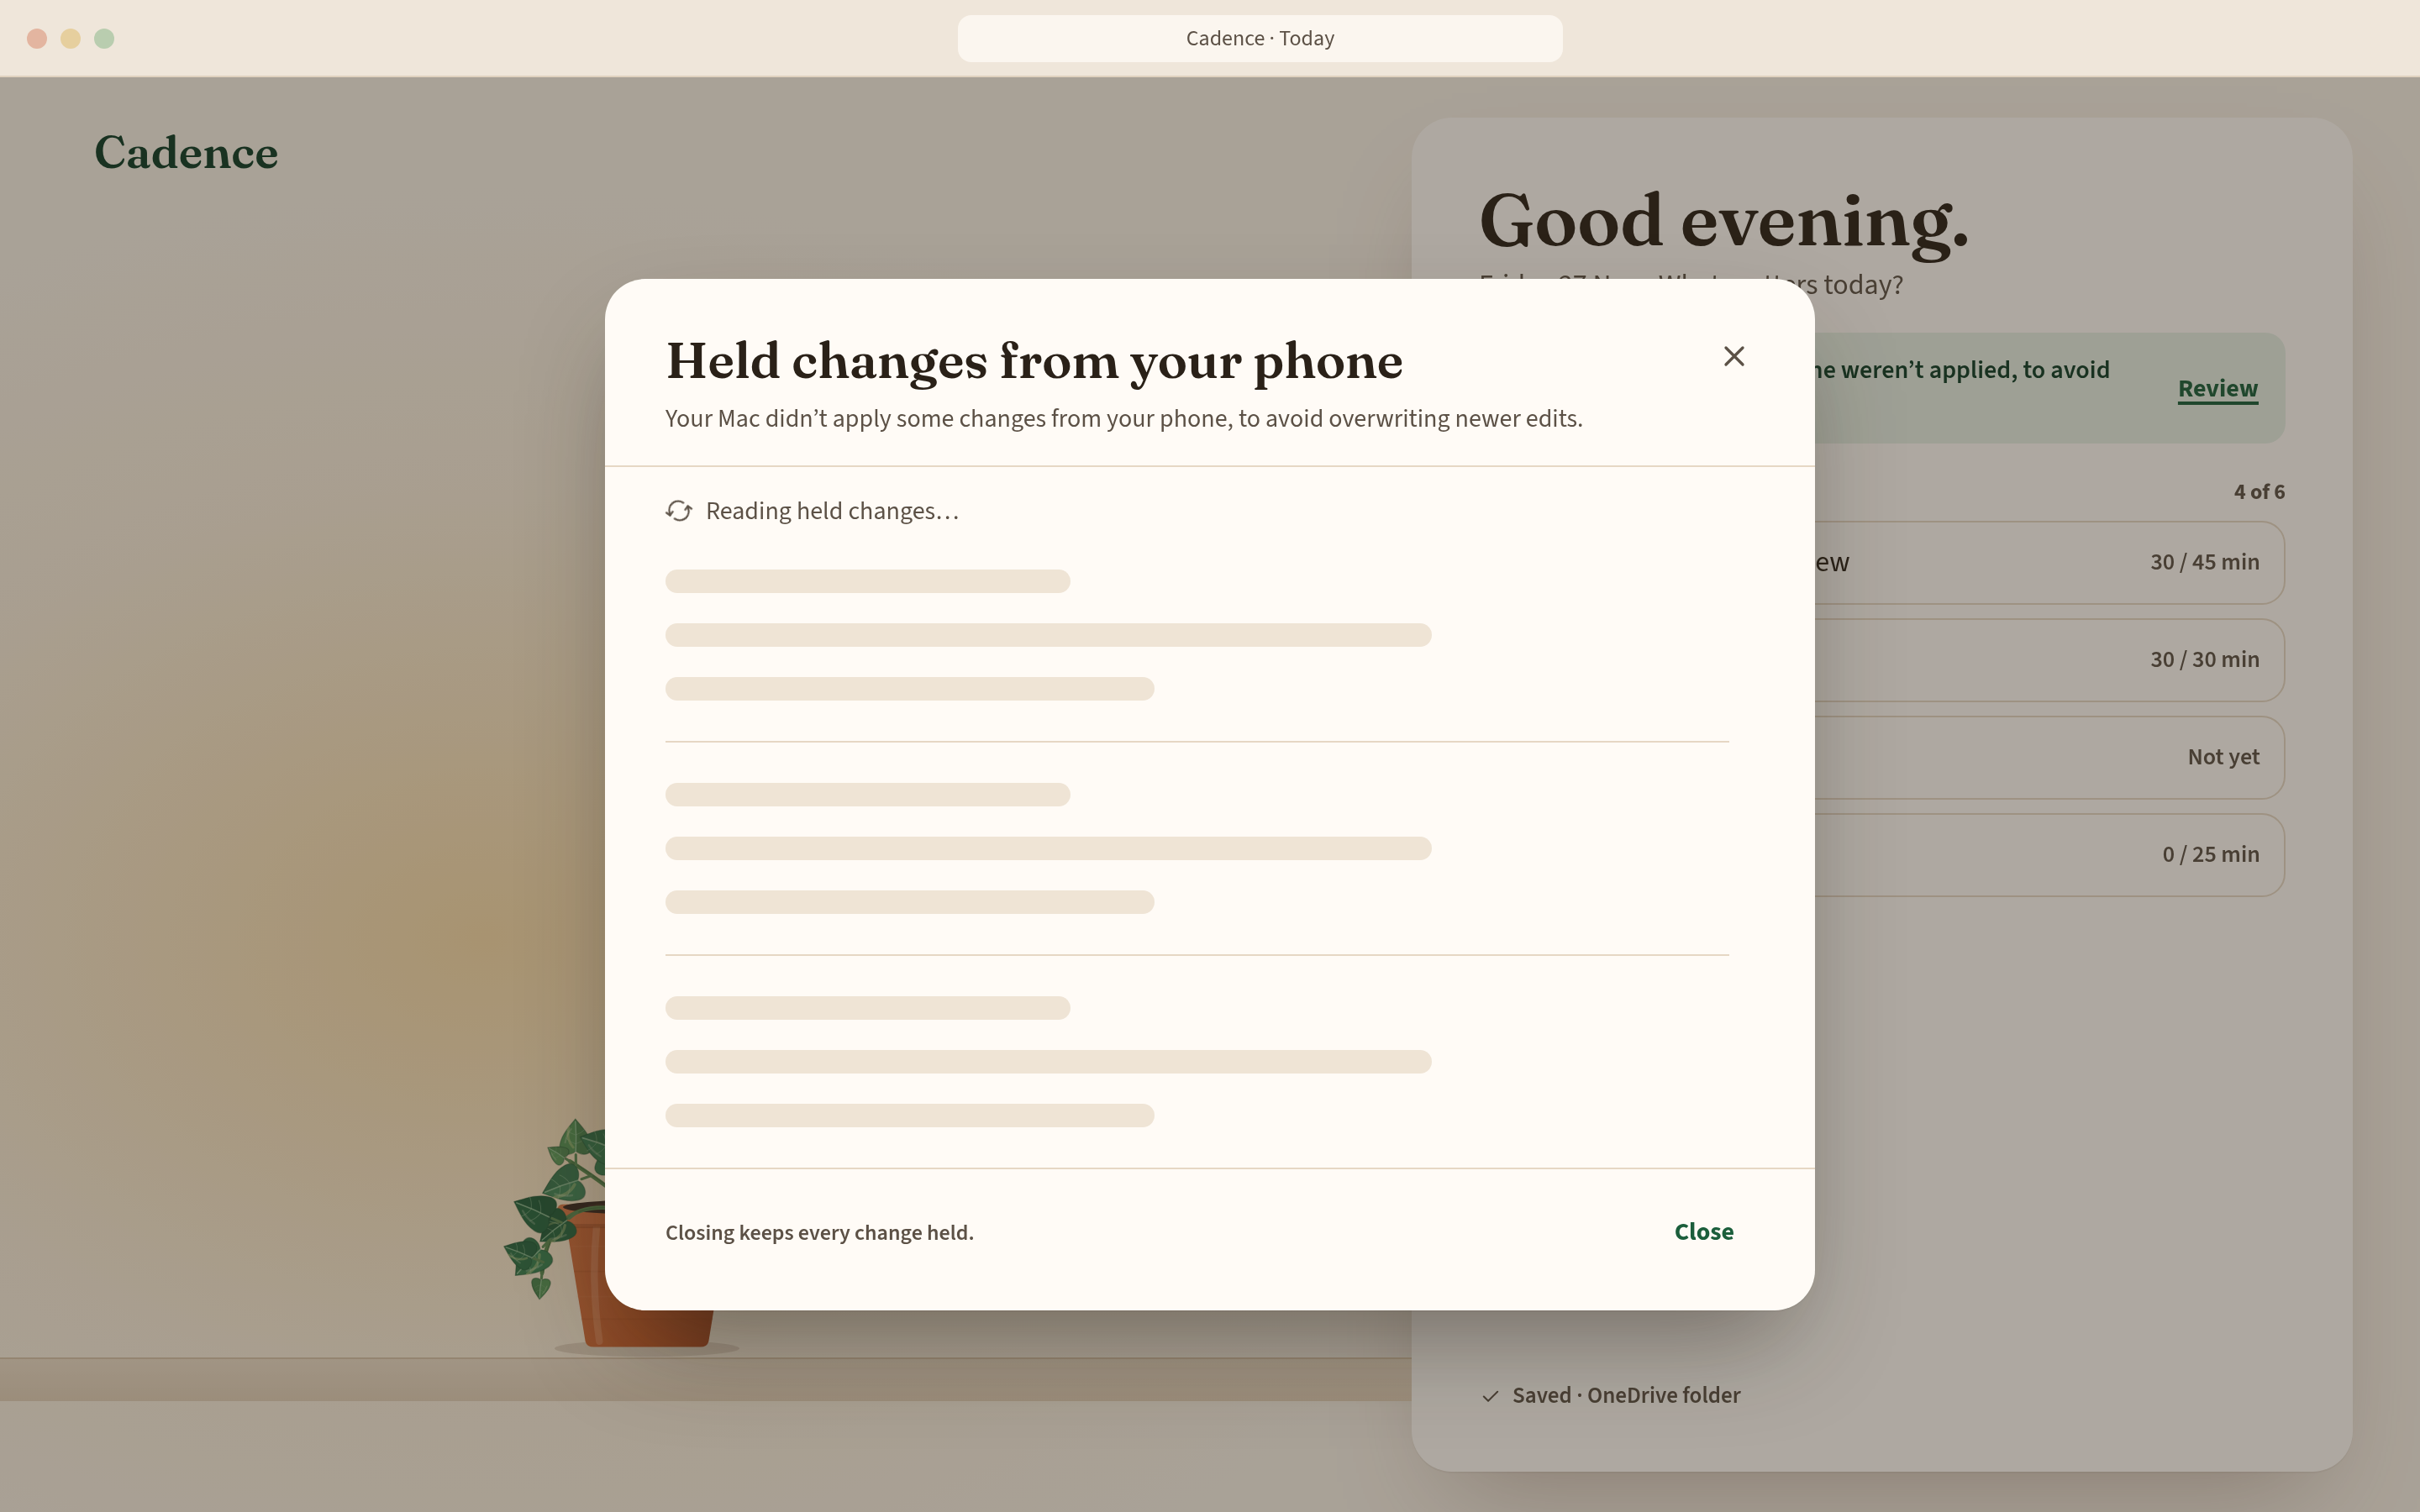 Cadence · Today
Cadence
Good evening.
today?
Held changes from your phone
Your Mac didn’t apply some changes from your phone, to avoid overwriting newer edits.
weren’t applied, to avoid
Review
Reading held changes…
4 of 6
30 / 45 min
30 / 30 min
Not yet
0 / 25 min
Closing keeps every change held.
Close
Saved · OneDrive folder